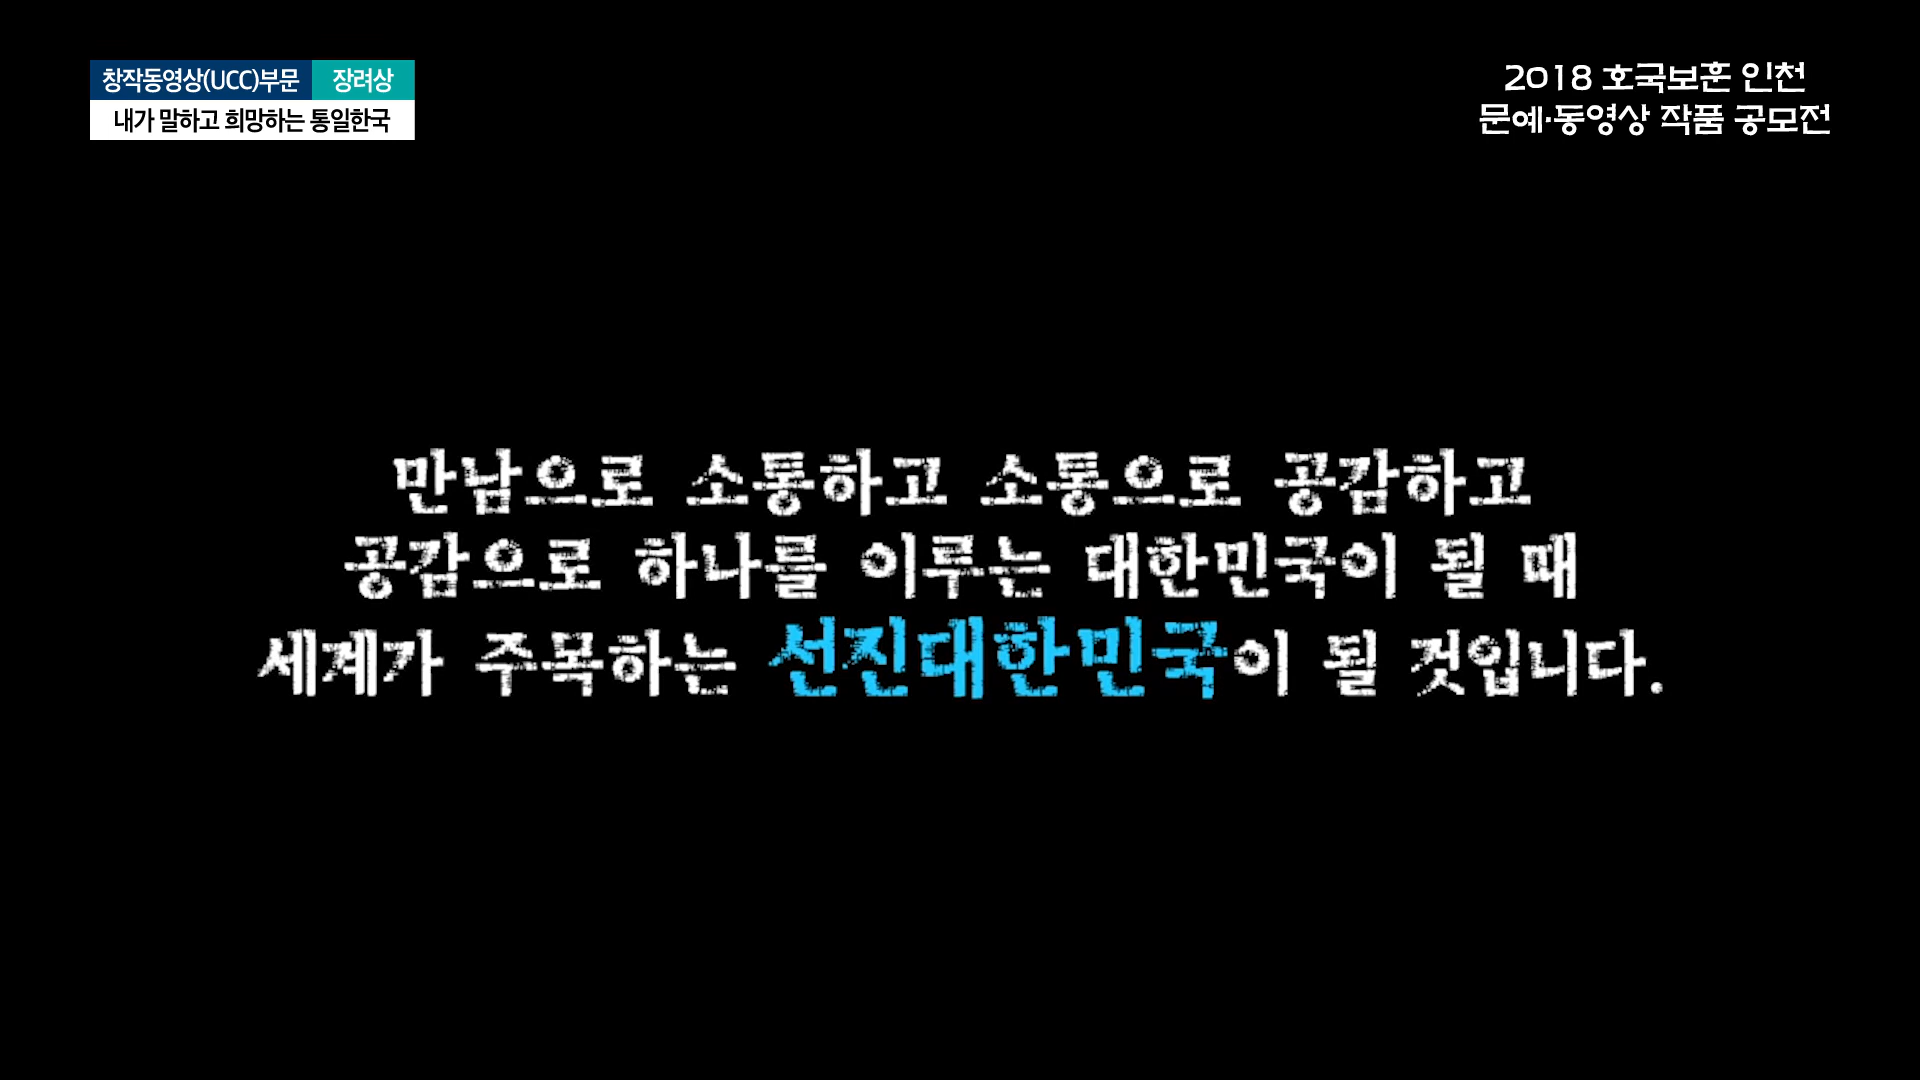 창작동영상(UCC)부문 장려상
내가 말하고 희망하는 통일한국
2018 호국보훈 인천
문예·동영상 작품 공모전
만남으로 소통하고 소통으로 공감하고
공감으로 하나를 이루는 대한민국이 될 때
세계가 주목하는 선진대한민국이 될 것입니다.